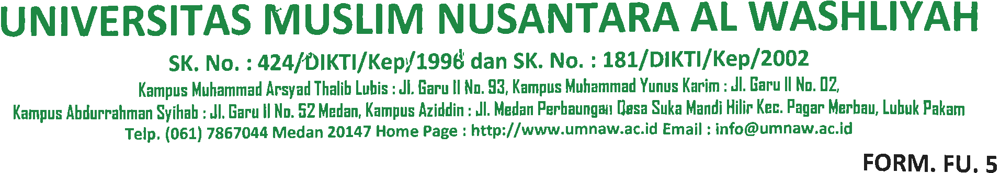 UNIVERSITAS MUSLIM NUSANTARA AL WASHLIYAH
SK. No. : 424/DIKTI/Kep/1996 dan SK. No. : 181/DIKTI/Kep/2002
Kampus Muhammad Arsyad Thalib Lubis : Jl. Garu II No. 93, Kampus Muhammad Yunus Karim : Jl. Garu II No. 02,
Kampus Abdurrahman Syihab : Jl. Garu II No. 52 Medan, Kampus Aziddin : Jl. Medan Perbaungan Desa Suka Mandi Hilir Kec. Pagar Merbau, Lubuk Pakam
Telp. (061) 7867044 Medan 20147 Home Page : http://www.umnaw.ac.id Email : info@umnaw.ac.id
FORM. FU. 5